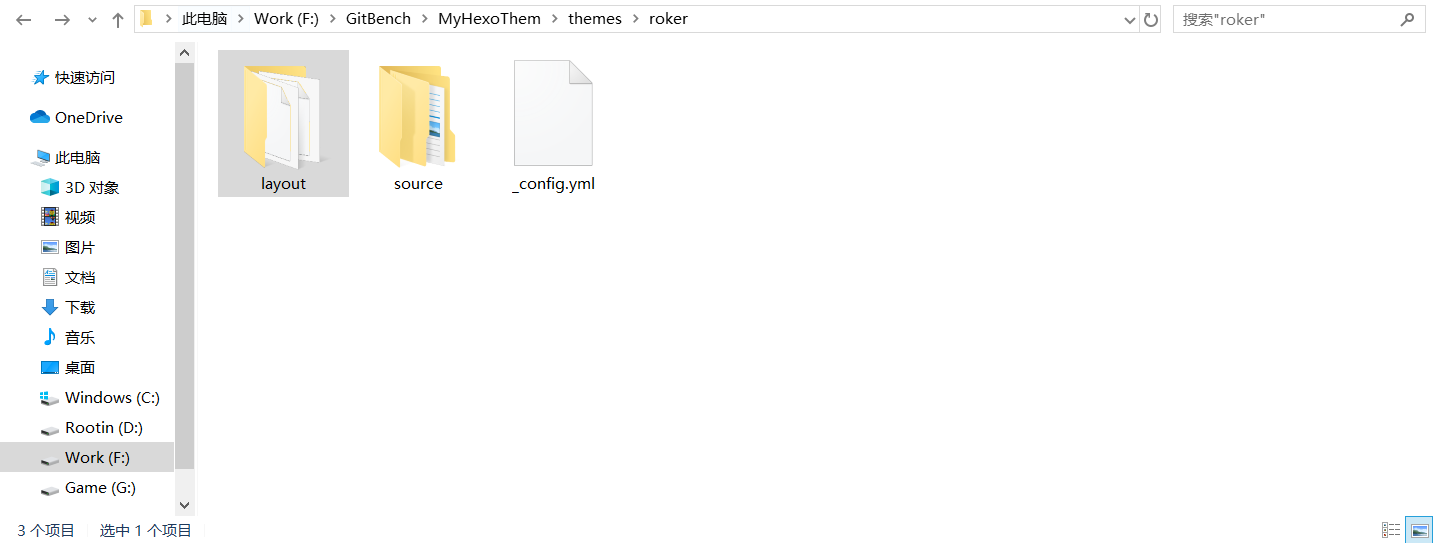 此电脑 Work (F:) GitBench MyHexoThem themes roker
搜索"roker"
快速访问
OneDrive
此电脑
3D 对象
视频
图片
文档
下载
音乐
桌面
Windows (C:)
Rootin (D:)
Work (F:)
Game (G:)
layout
source
_config.yml
3 个项目
选中 1 个项目